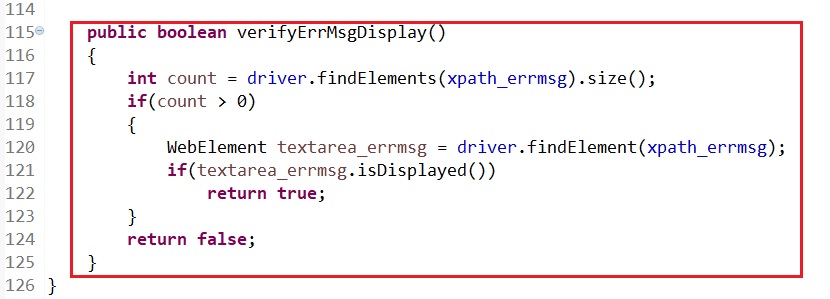 114
115 public boolean verifyErrMsgDisplay()
116 {
117 int count = driver.findElements(xpath_errmsg).size();
118 if(count > 0)
119 {
120 WebElement textarea_errmsg = driver.findElement(xpath_errmsg);
121 if(textarea_errmsg.isDisplayed())
122 return true;
123 }
124 return false;
125 }
126 }